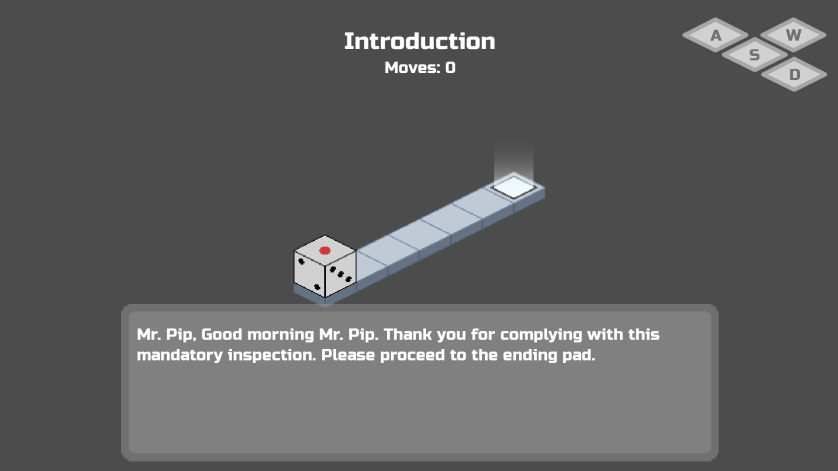 Introduction
Moves: 0
A
W
S
D
Mr. Pip, Good morning Mr. Pip. Thank you for complying with this
mandatory inspection. Please proceed to the ending pad.